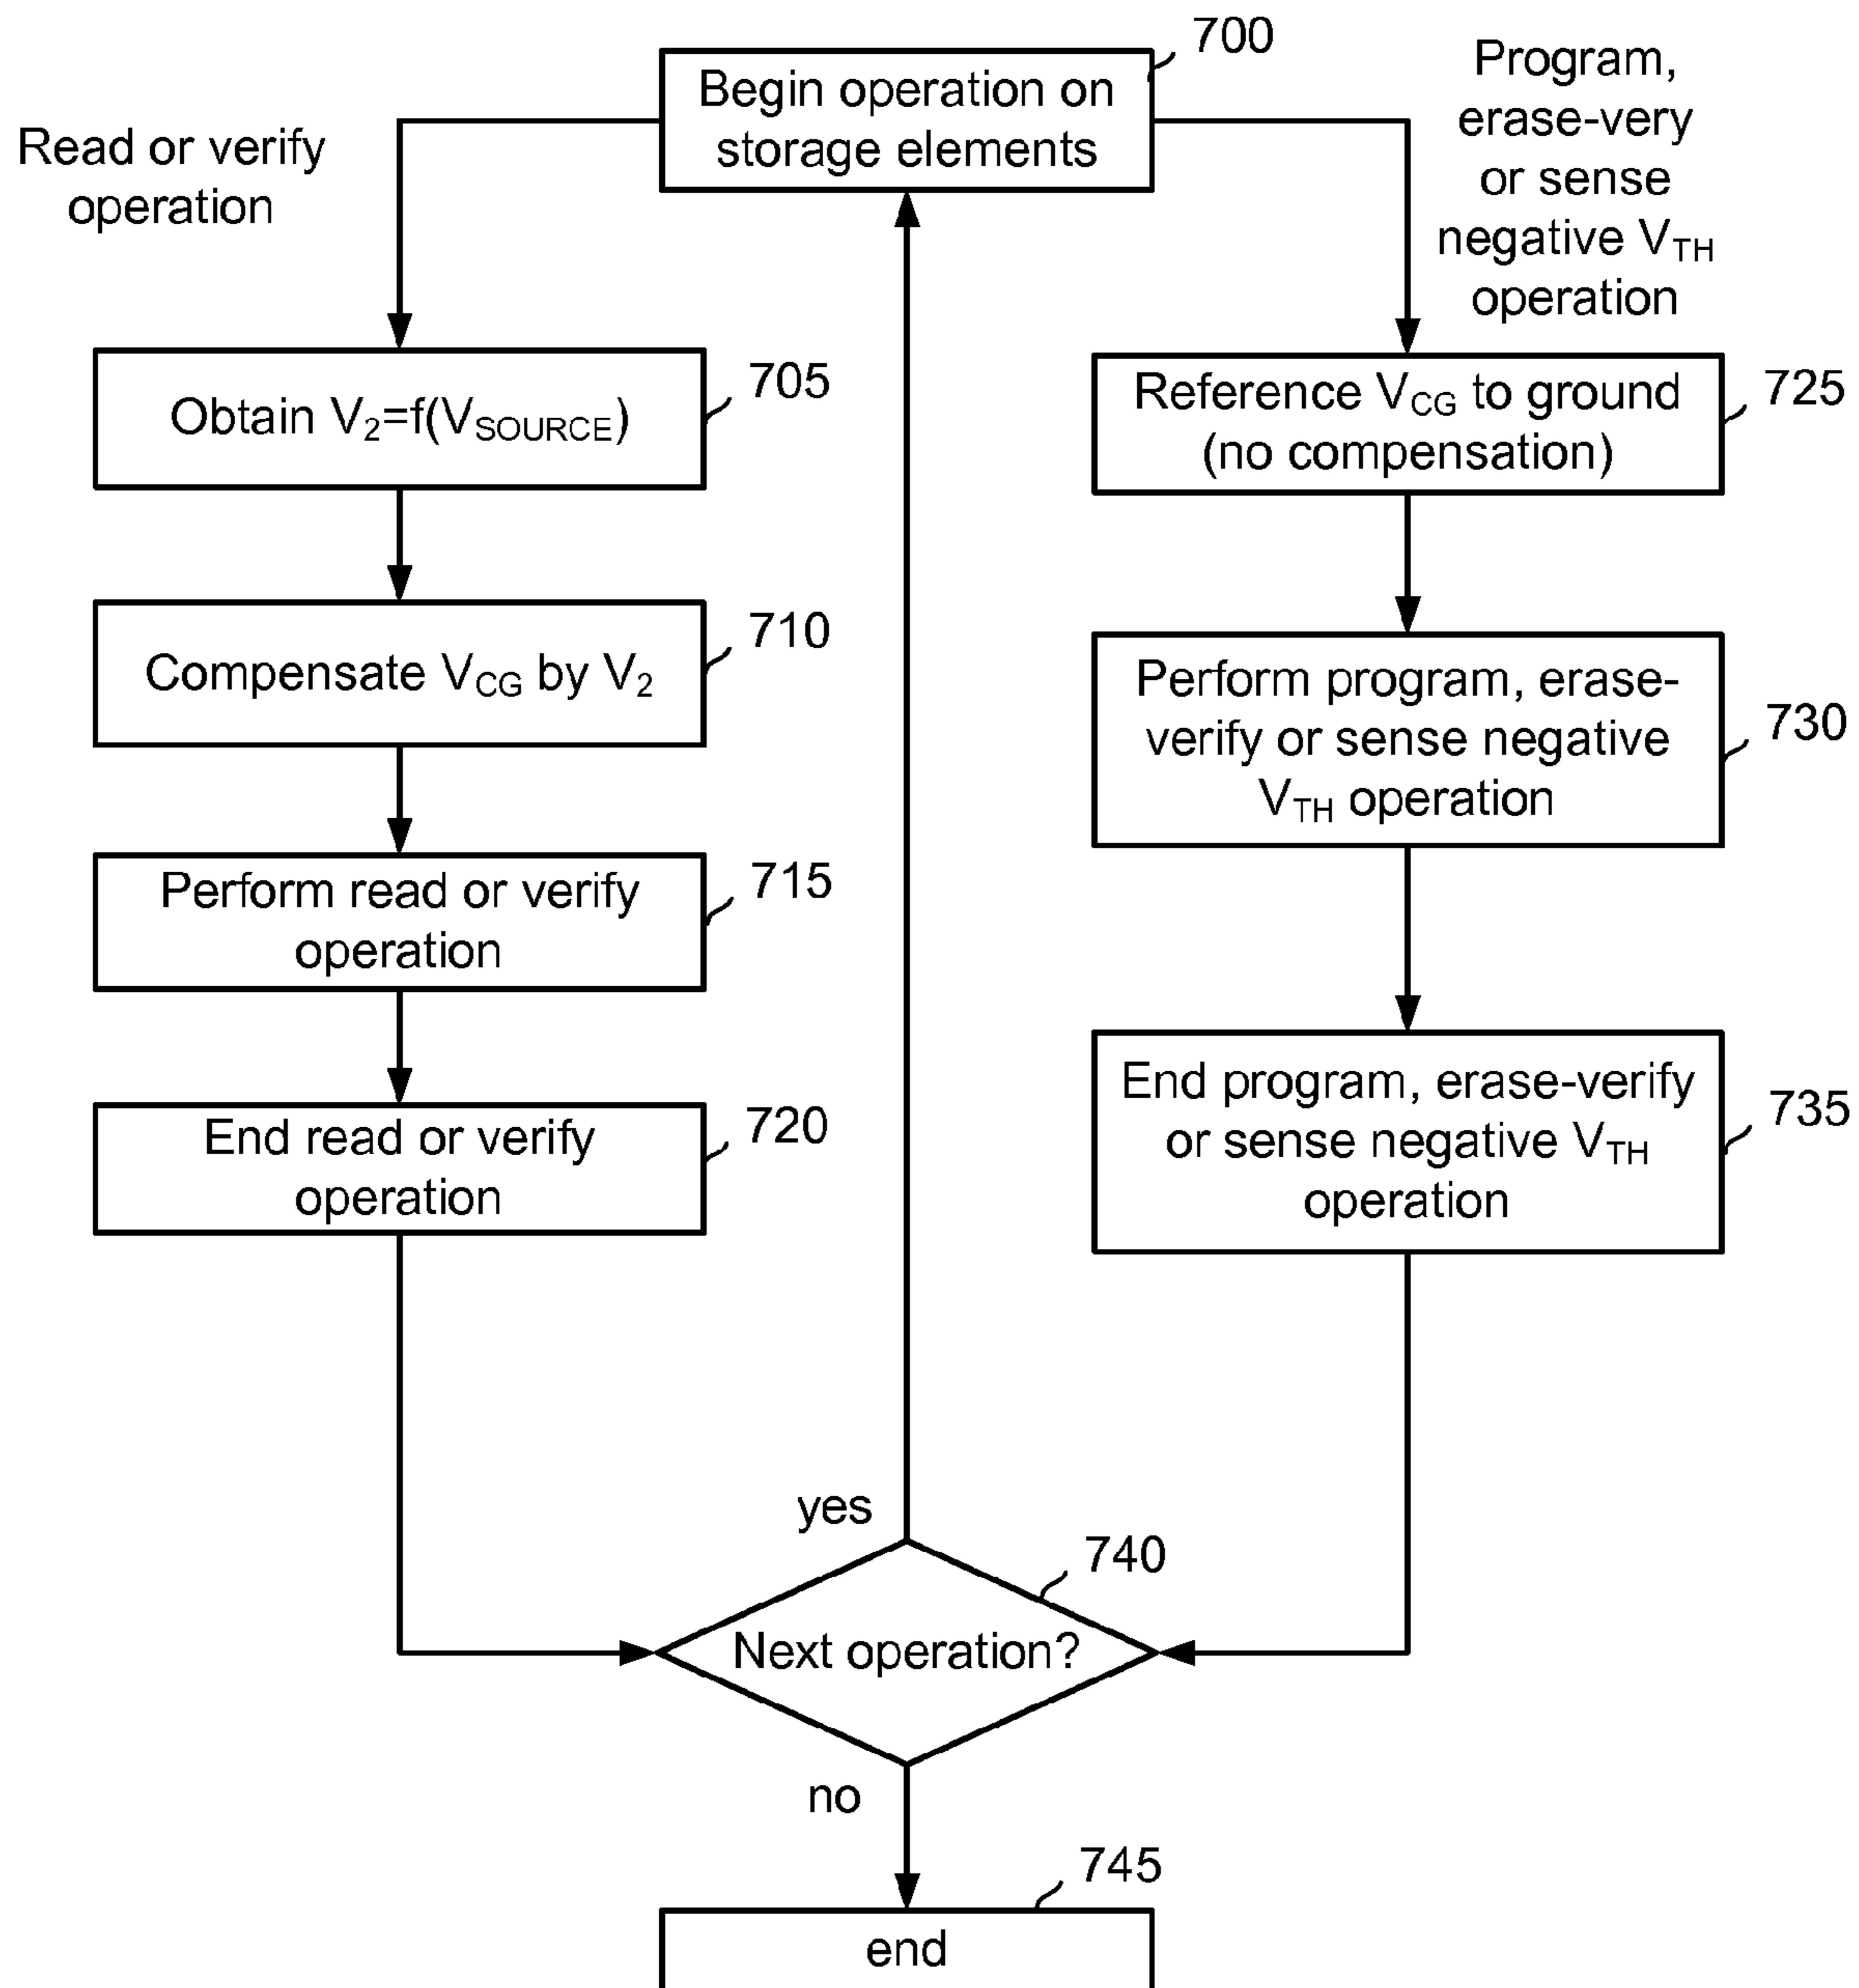 700
Begin operation on
storage elements
Read or verify
operation
Program,
erase-very
or sense
negative VTH
operation
705
Obtain V2=f(VSOURCE)
710
Compensate VCG by V2
715
Perform read or verify
operation
720
End read or verify
operation
725
Reference VCG to ground
(no compensation)
730
Perform program, erase-
verify or sense negative
VTH operation
735
End program, erase-verify
or sense negative VTH
operation
yes
740
Next operation?
no
745
end